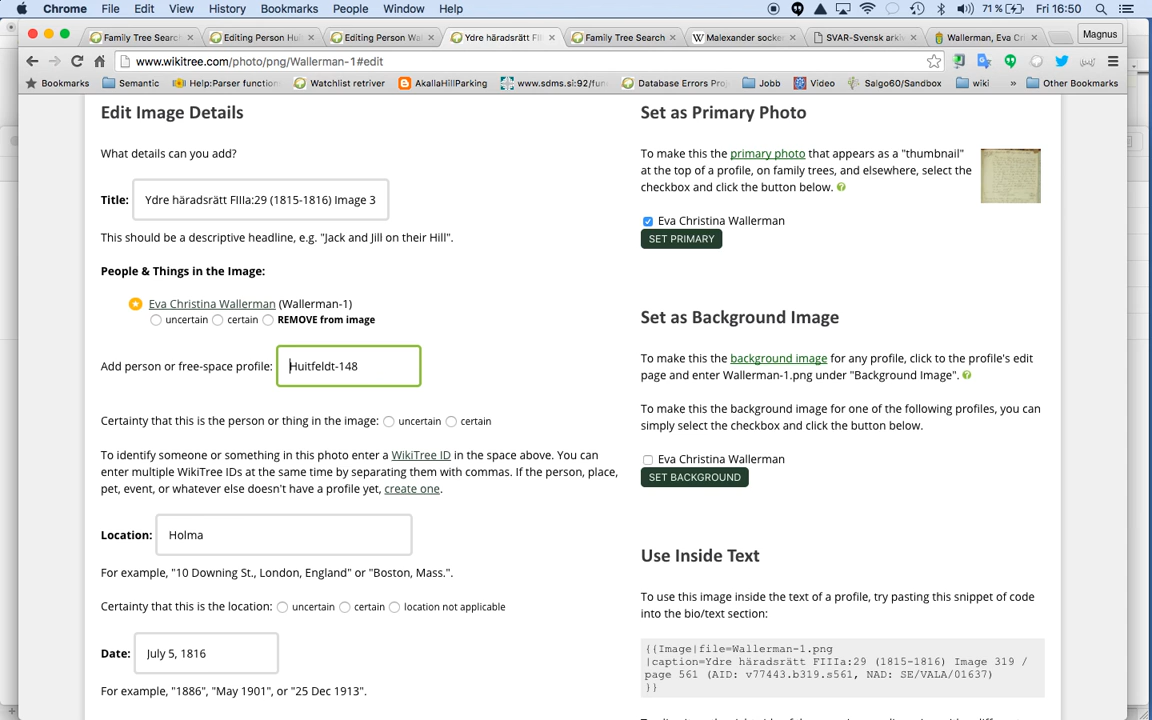 Chrome File Edit View History Bookmarks People Window Help 71 % Fri 16:50
Family Tree Searc Editing Person Hui Editing Person Wal Ydre häradsrätt FII Family Tree Search Malexander socken SVAR-Svensk arkiv Wallerman, Eva Cri Magnus
www.wikitree.com/photo/png/Wallerman-1#edit
Bookmarks Semantic Help:Parser function Watchlist retriver AkallaHillParking www.sdms.si:92/fun Database Errors Pro Jobb Video Salgo60/Sandbox wiki » Other Bookmarks
Edit Image Details
What details can you add?
Title: Ydre häradsrätt FIIIa:29 (1815-1816) Image 3
This should be a descriptive headline, e.g. "Jack and Jill on their Hill".
People & Things in the Image:
Eva Christina Wallerman (Wallerman-1)
uncertain certain REMOVE from image
Add person or free-space profile: Huitfeldt-148
Certainty that this is the person or thing in the image: uncertain certain
To identify someone or something in this photo enter a WikiTree ID in the space above. You can
enter multiple WikiTree IDs at the same time by separating them with commas. If the person, place,
pet, event, or whatever else doesn't have a profile yet, create one.
Location: Holma
For example, "10 Downing St., London, England" or "Boston, Mass.".
Certainty that this is the location: uncertain certain location not applicable
Date: July 5, 1816
For example, "1886", "May 1901", or "25 Dec 1913".
Set as Primary Photo
To make this the primary photo that appears as a "thumbnail"
at the top of a profile, on family trees, and elsewhere, select the
checkbox and click the button below.
Eva Christina Wallerman
SET PRIMARY
Set as Background Image
To make this the background image for any profile, click to the profile's edit
page and enter Wallerman-1.png under "Background Image".
To make this the background image for one of the following profiles, you can
simply select the checkbox and click the button below.
Eva Christina Wallerman
SET BACKGROUND
Use Inside Text
To use this image inside the text of a profile, try pasting this snippet of code
into the bio/text section:
{{Image|file=Wallerman-1.png
|caption=Ydre häradsrätt FIIIa:29 (1815-1816) Image 319 /
page 561 (AID: v77443.b319.s561, NAD: SE/VALA/01637)
}}